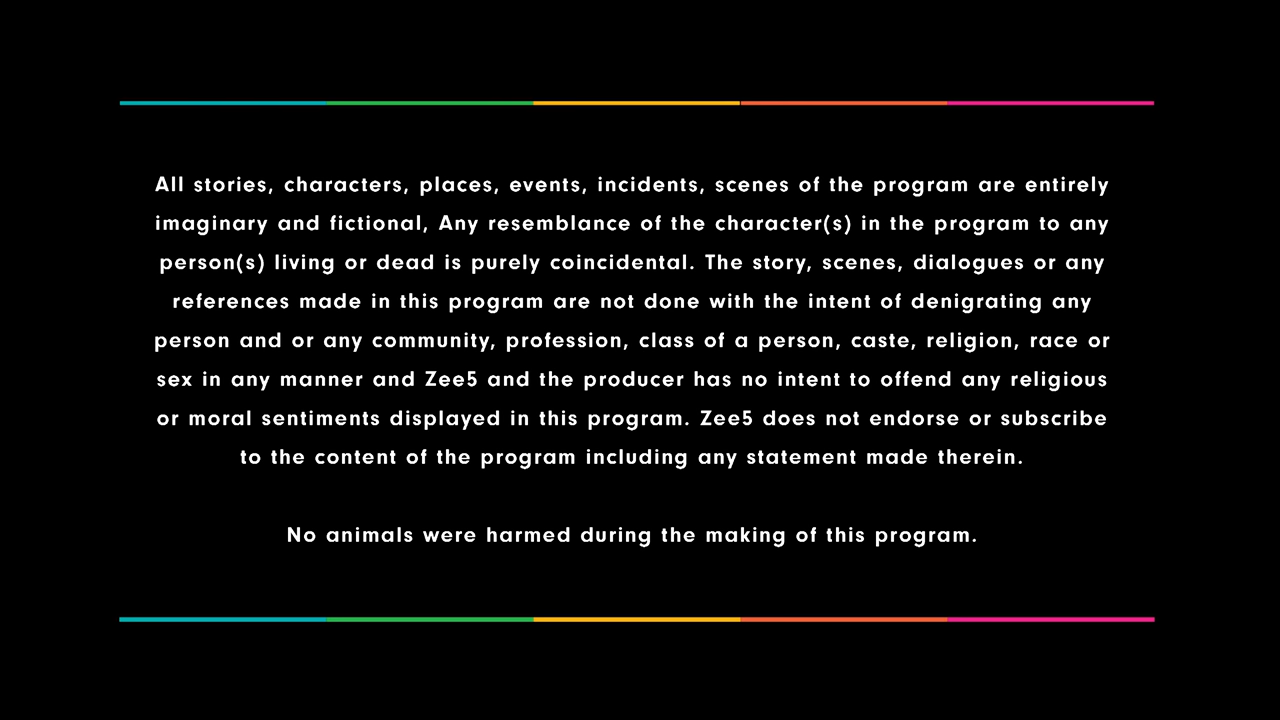 All stories, characters, places, events, incidents, scenes of the program are entirely
imaginary and fictional, Any resemblance of the character(s) in the program to any
person(s) living or dead is purely coincidental. The story, scenes, dialogues or any
references made in this program are not done with the intent of denigrating any
person and or any community, profession, class of a person, caste, religion, race or
sex in any manner and Zee5 and the producer has no intent to offend any religious
or moral sentiments displayed in this program. Zee5 does not endorse or subscribe
to the content of the program including any statement made therein.
No animals were harmed during the making of this program.